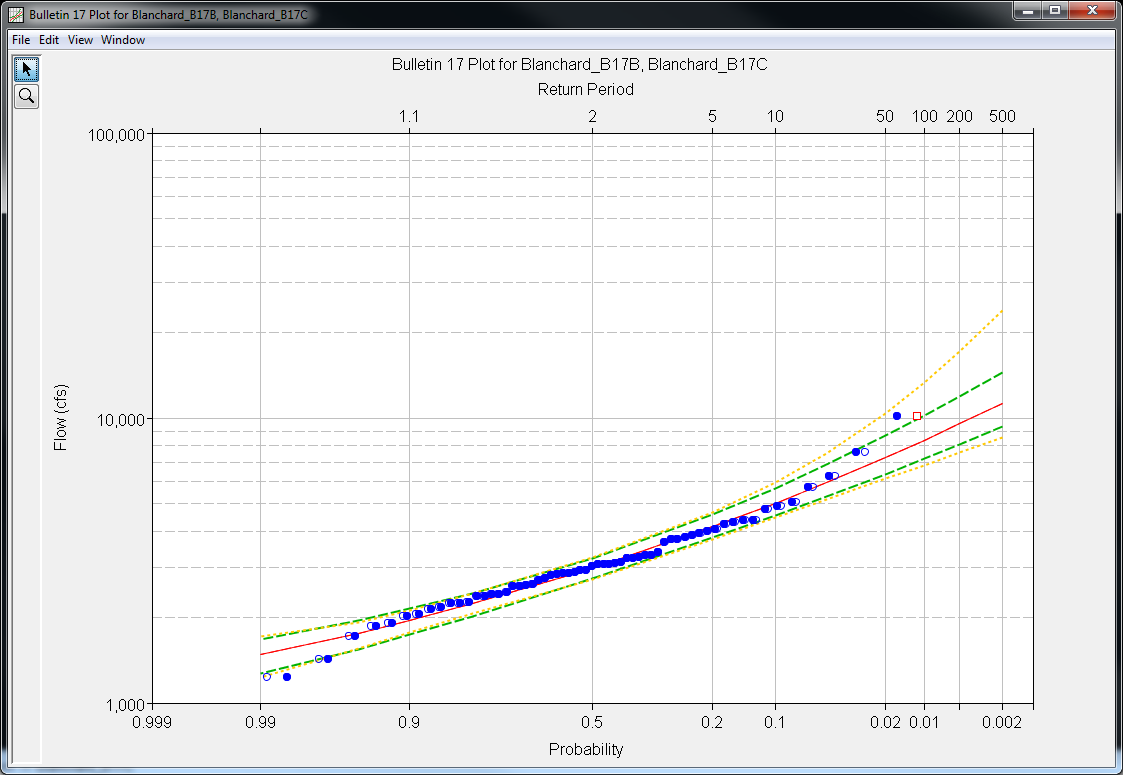 Bulletin 17 Plot for Blanchard_B17B, Blanchard_B17C
File Edit View Window
Bulletin 17 Plot for Blanchard_B17B, Blanchard_B17C
Return Period
1.1 2 5 10 50 100 200 500
100,000
10,000
1,000
Flow (cfs)
0.999 0.99 0.9 0.5 0.2 0.1 0.02 0.01 0.002
Probability